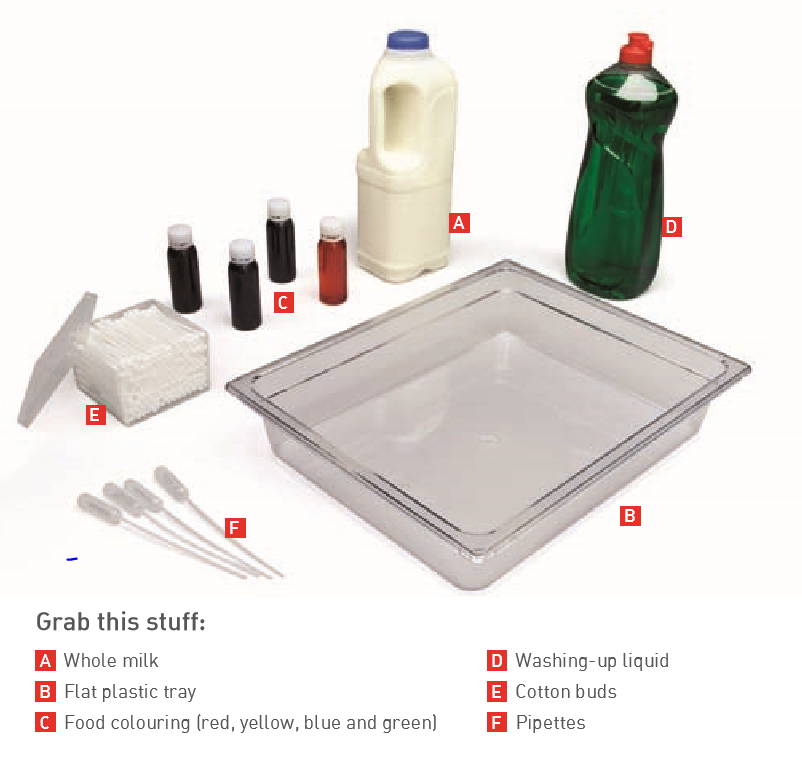 A
D
C
E
F
B
Grab this stuff:
A Whole milk
B Flat plastic tray
C Food colouring (red, yellow, blue and green)
D Washing-up liquid
E Cotton buds
F Pipettes